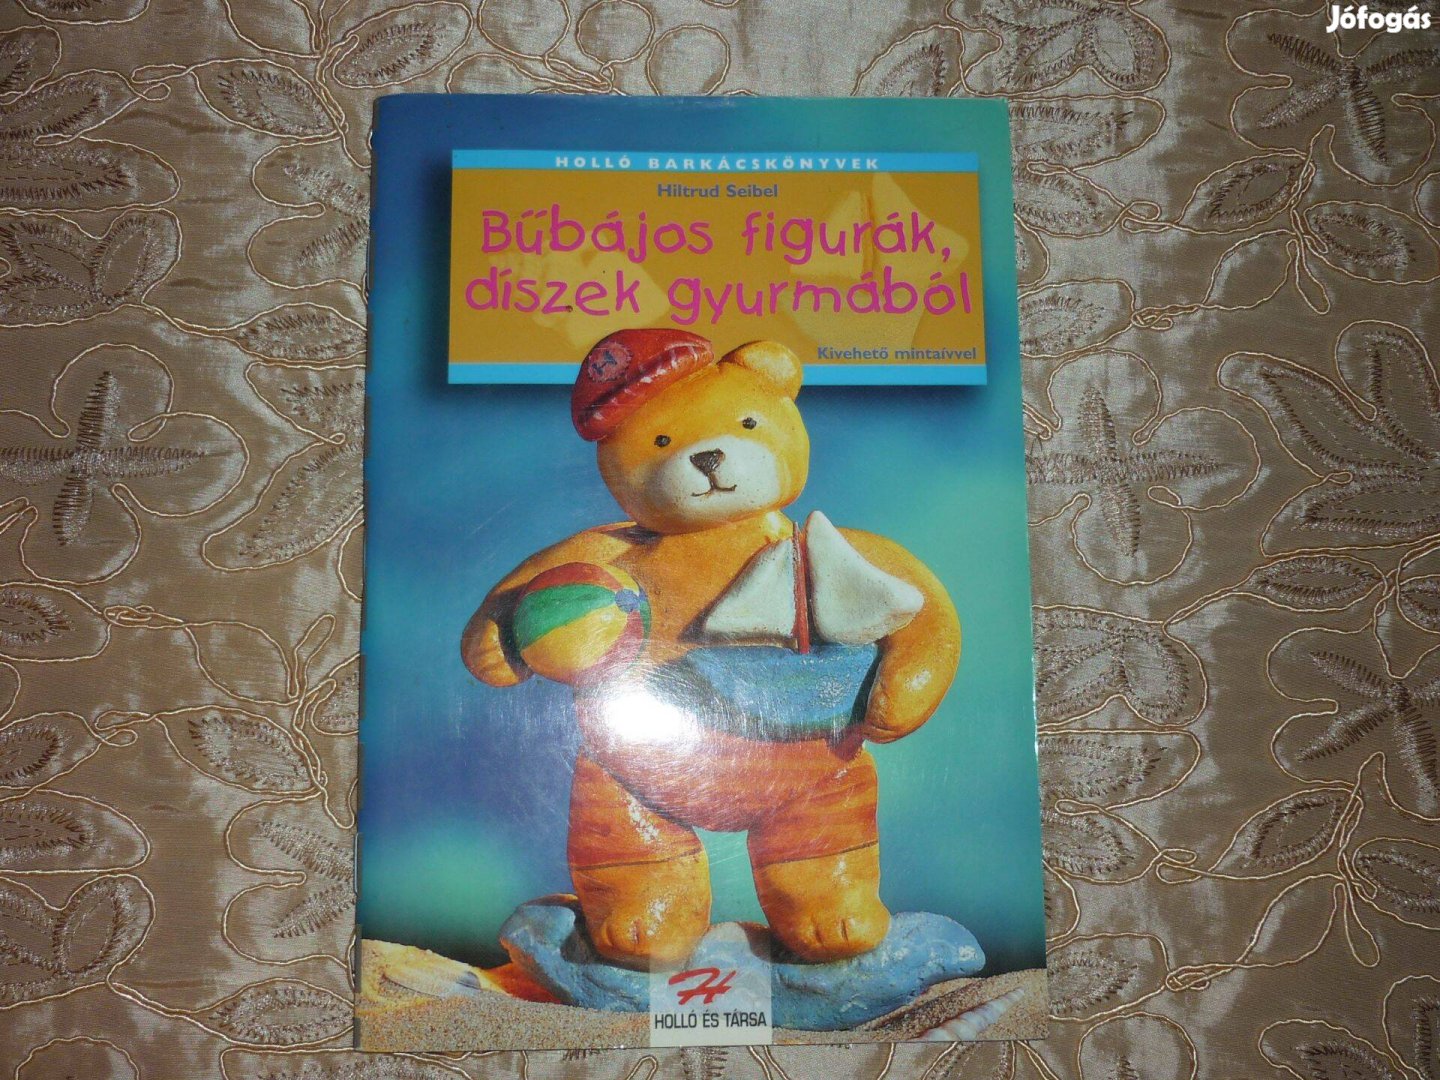 Jófogás
HOLLÓ BARKÁCSKÖNYVEK
Hiltrud Seibel
Bűbájos figurák,
díszek gyurmából
Kivehető mintaívvel
H
HOLLÓ ÉS TÁRSA